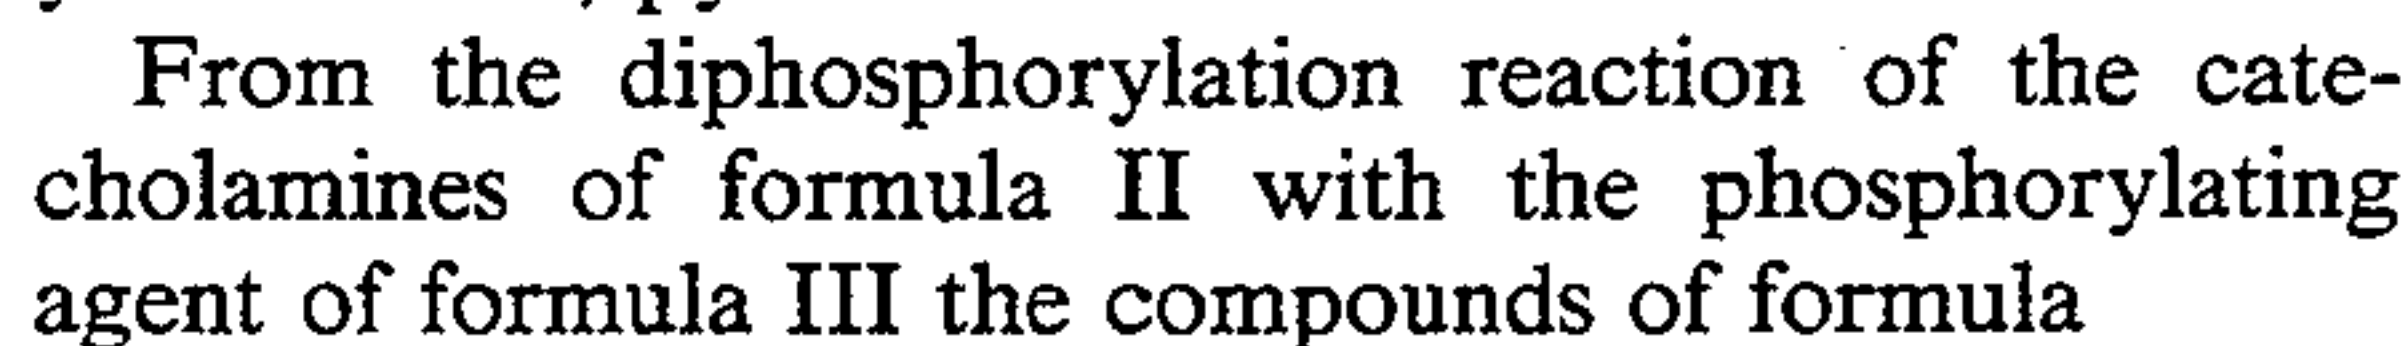 From the diphosphorylation reaction of the cate-
cholamines of formula II with the phosphorylating
agent of formula III the compounds of formula